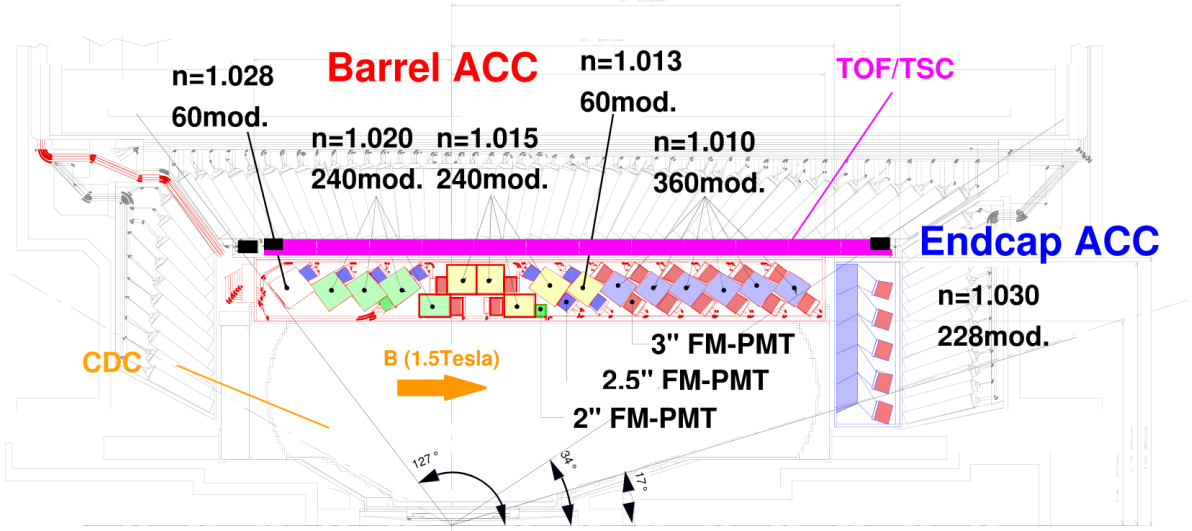 Barrel ACC
n=1.028
60mod.
n=1.020
240mod.
n=1.015
240mod.
n=1.013
60mod.
n=1.010
360mod.
TOF/TSC
Endcap ACC
n=1.030
228mod.
CDC
B (1.5Tesla)
3" FM-PMT
2.5" FM-PMT
2" FM-PMT
127°
34°
17°